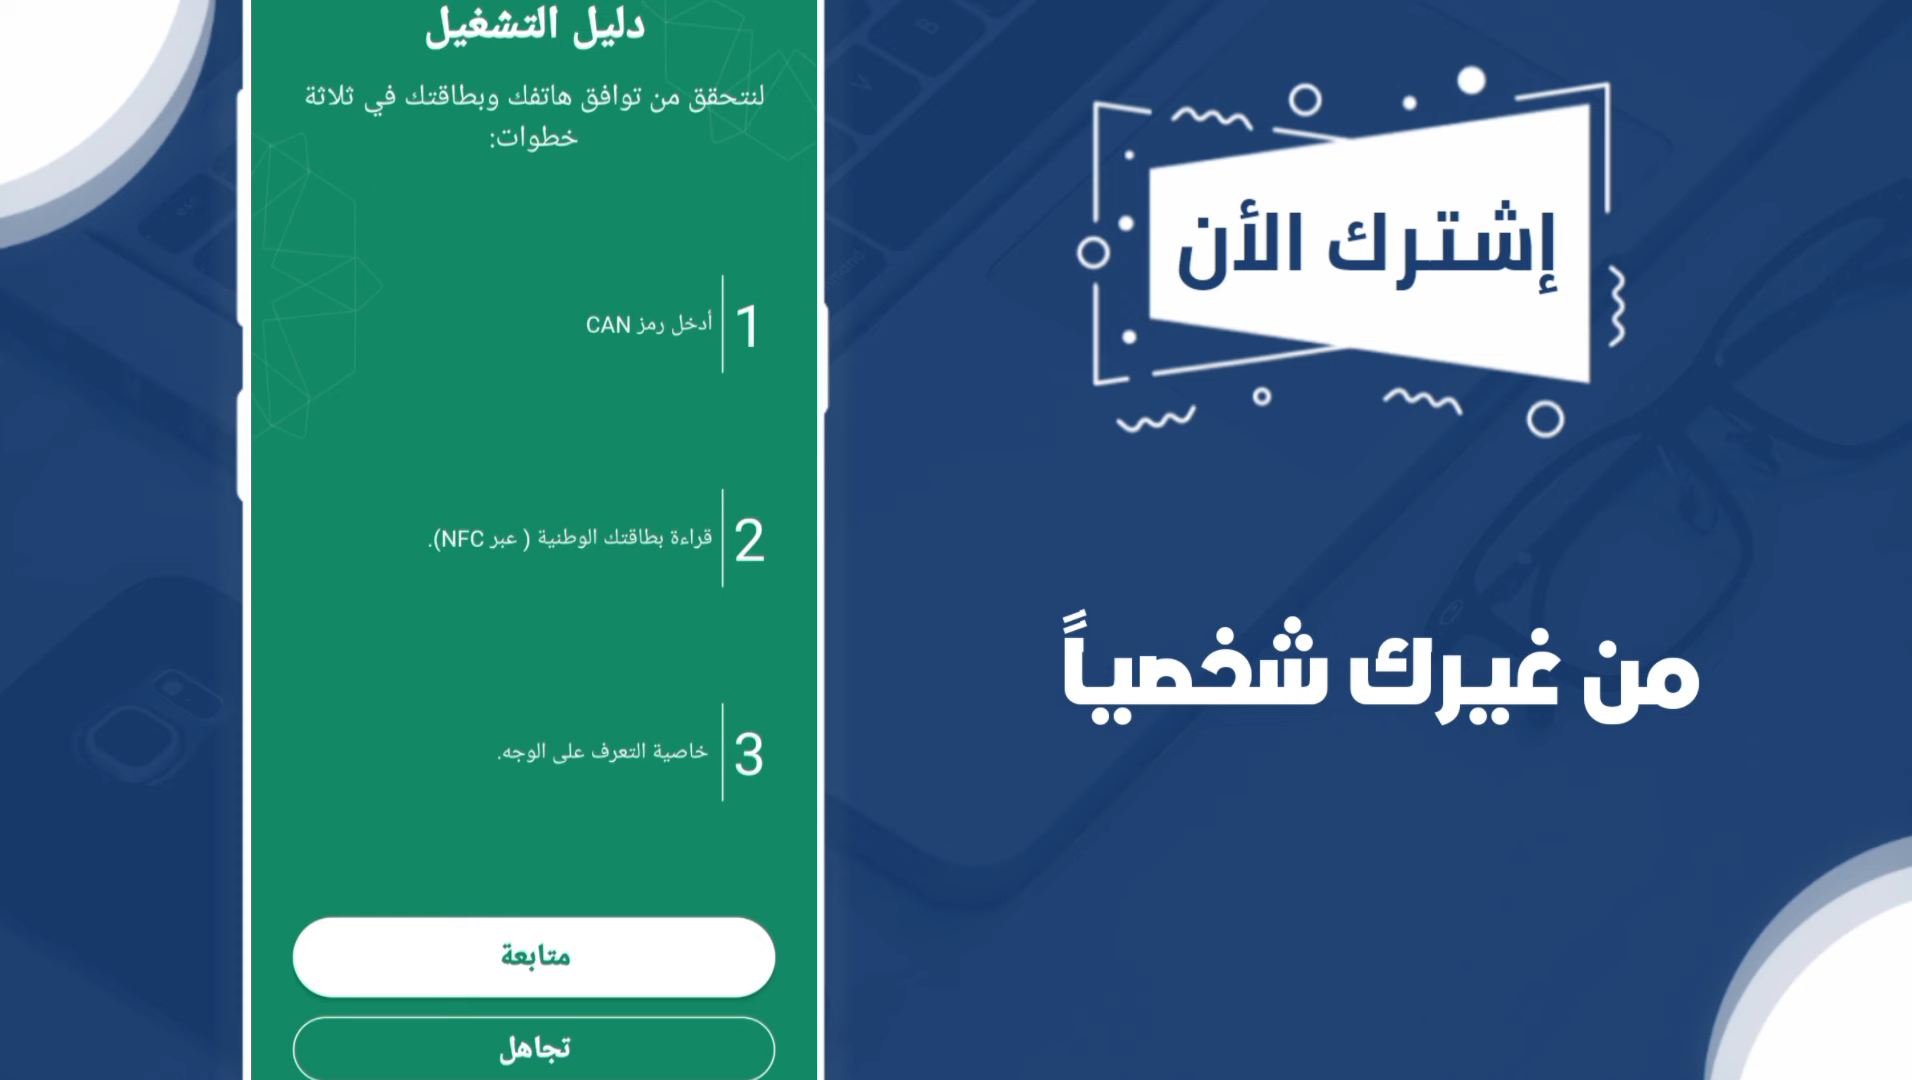 دليل التشغيل
لنتحقق من توافق هاتفك وبطاقتك في ثلاثة
خطوات:
1 أدخل رمز CAN
2 قراءة بطاقتك الوطنية ( عبر NFC).
3 خاصية التعرف على الوجه.
متابعة
تجاهل
إشترك الأن
من غيرك شخصياً